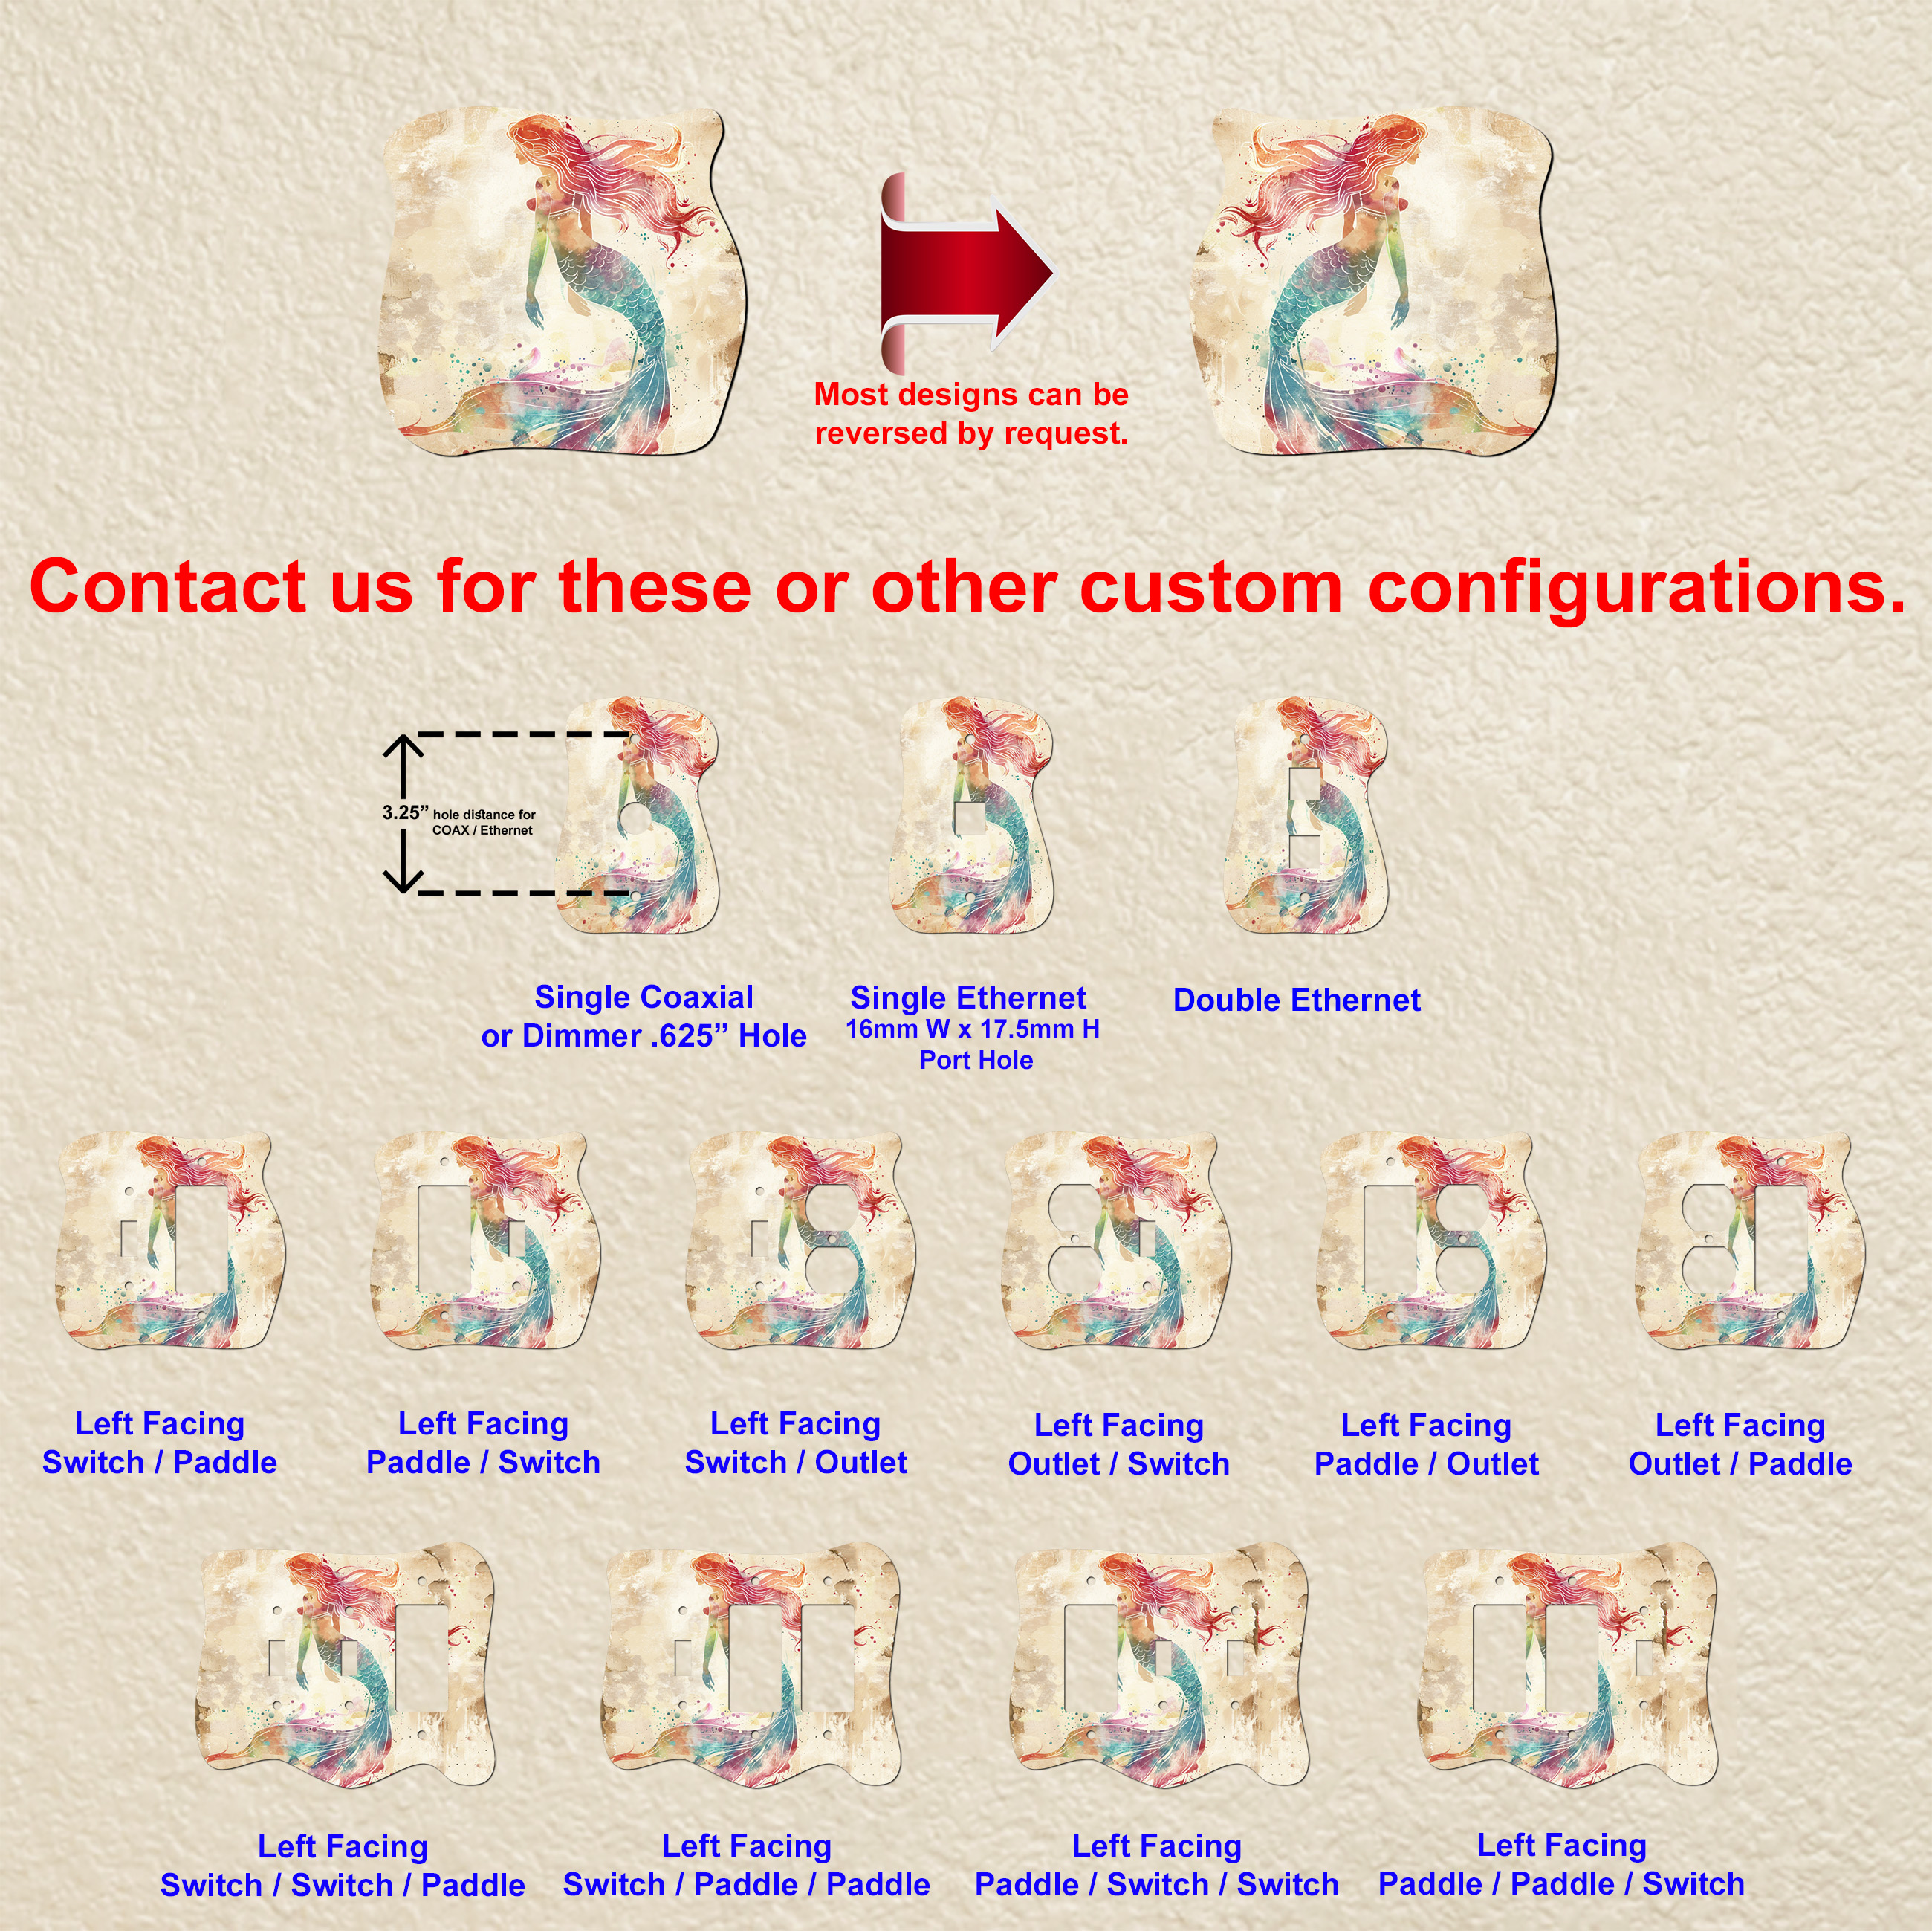 Most designs can be
reversed by request.
Contact us for these or other custom configurations.
3.25” hole distance for
COAX / Ethernet
Single Coaxial
or Dimmer .625” Hole
Single Ethernet
16mm W x 17.5mm H
Port Hole
Double Ethernet
Left Facing
Switch / Paddle
Left Facing
Paddle / Switch
Left Facing
Switch / Outlet
Left Facing
Outlet / Switch
Left Facing
Paddle / Outlet
Left Facing
Outlet / Paddle
Left Facing
Switch / Switch / Paddle
Left Facing
Switch / Paddle / Paddle
Left Facing
Paddle / Switch / Switch
Left Facing
Paddle / Paddle / Switch